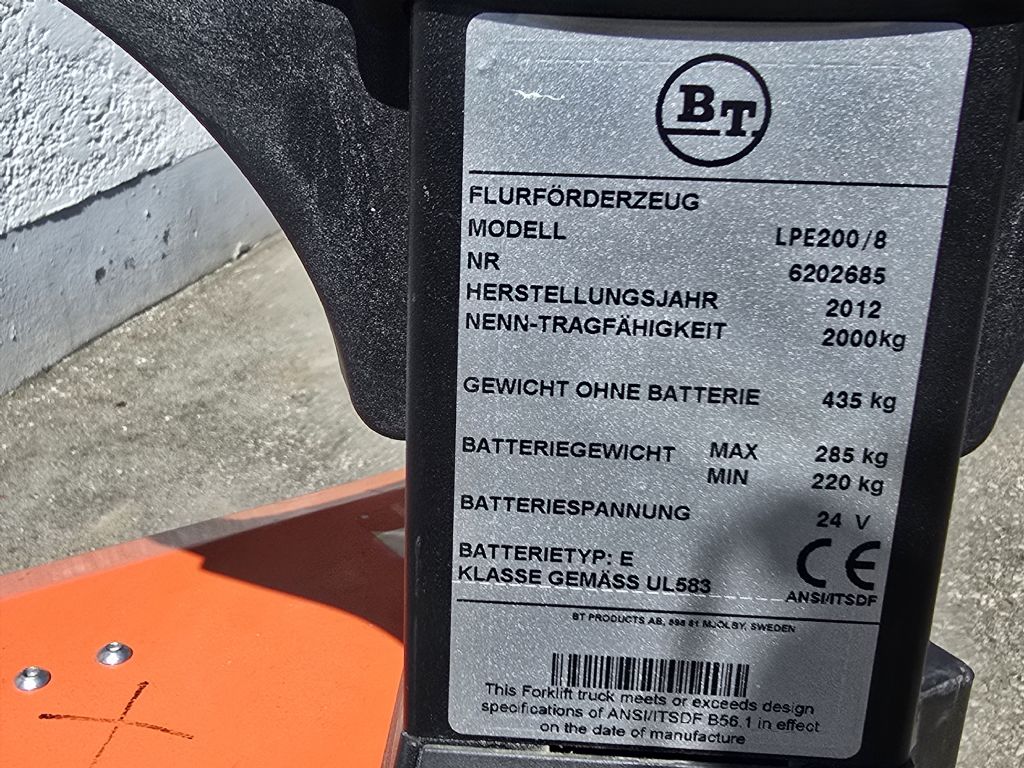 BT
FLURFÖRDERZEUG
MODELL LPE200/8
NR 6202685
HERSTELLUNGSJAHR 2012
NENN-TRAGFÄHIGKEIT 2000kg
GEWICHT OHNE BATTERIE 435 kg
BATTERIEGEWICHT MAX 285 kg
MIN 220 kg
BATTERIESPANNUNG 24 V
BATTERIETYP: E CE
KLASSE GEMÄSS UL583 ANSI/ITSDF
BT PRODUCTS AB, 595 81 MJÖLBY, SWEDEN
This Forklift truck meets or exceeds design
specifications of ANSI/ITSDF B56.1 in effect
on the date of manufacture